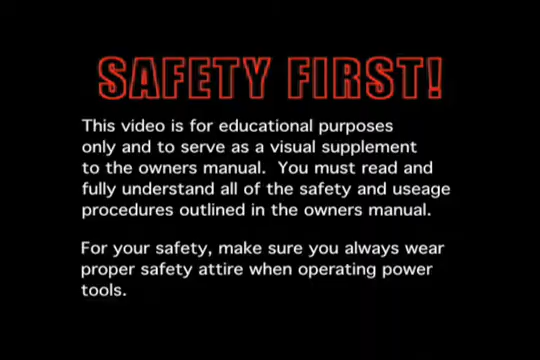 SAFETY FIRST!
This video is for educational purposes
only and to serve as a visual supplement
to the owners manual.  You must read and
fully understand all of the safety and useage
procedures outlined in the owners manual.
For your safety, make sure you always wear
proper safety attire when operating power
tools.